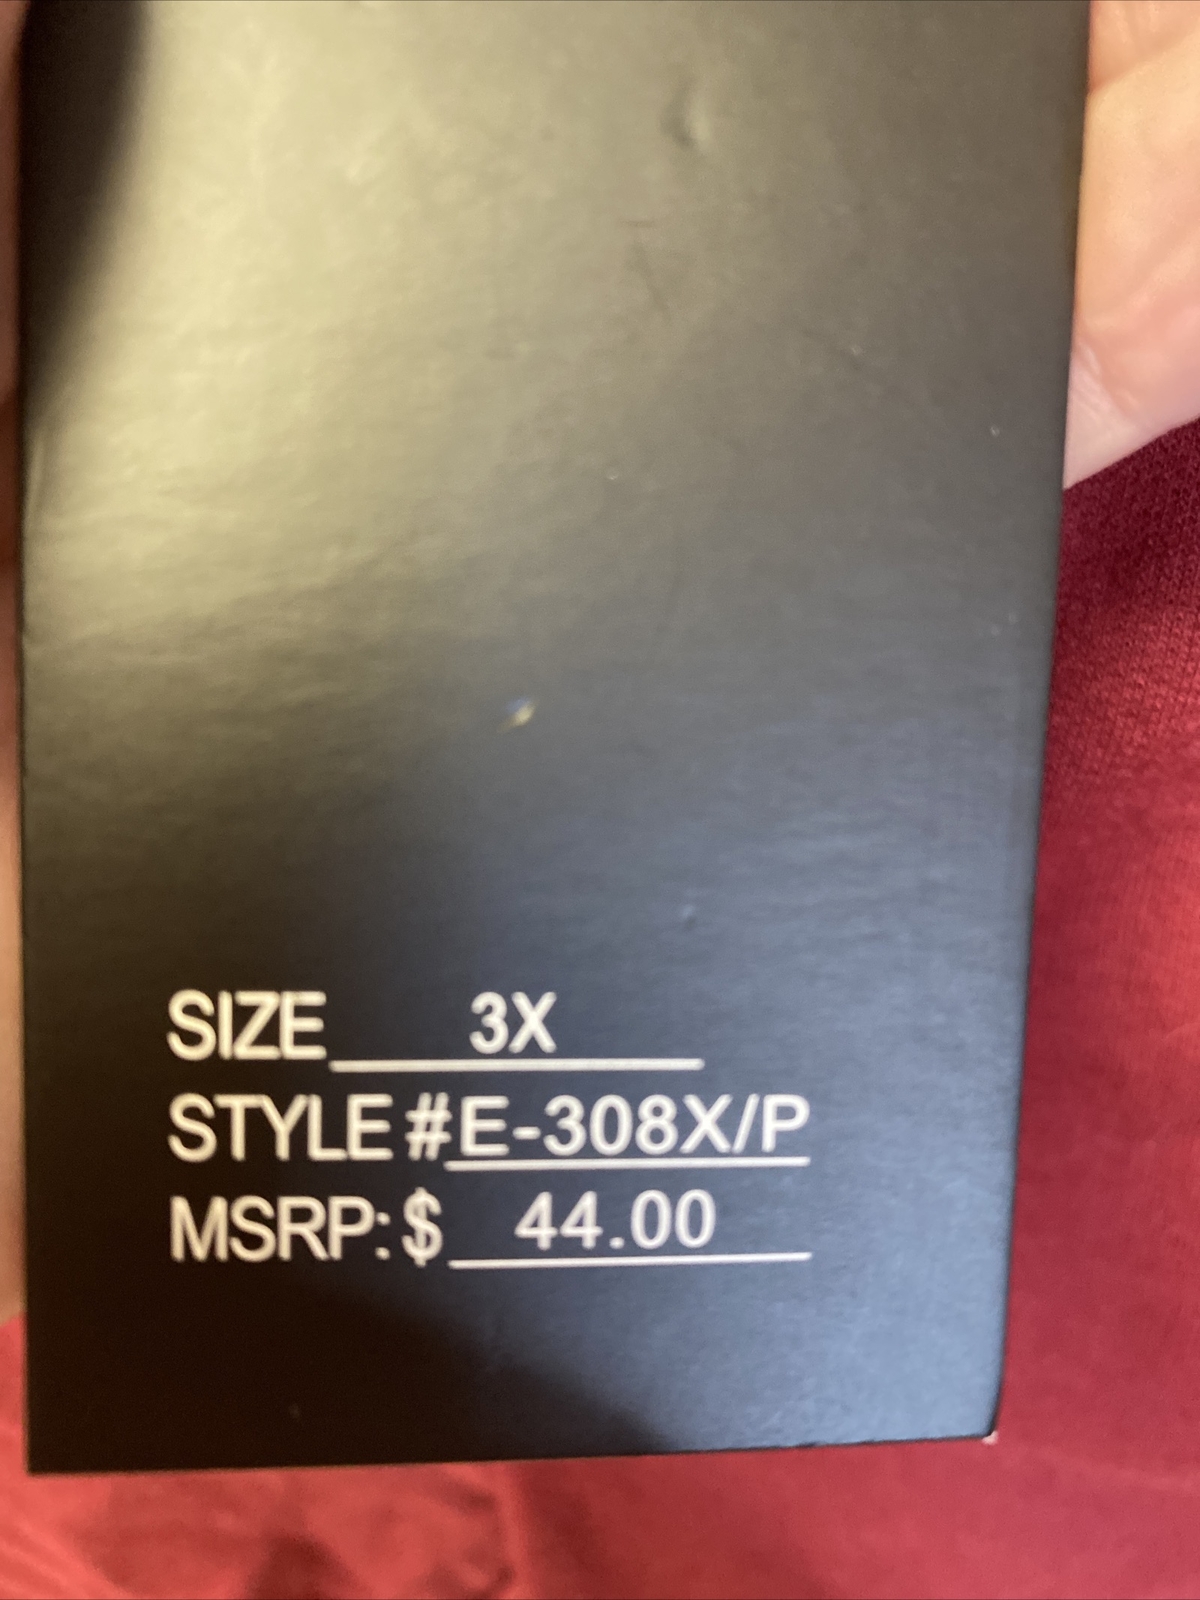 SIZE 3X
STYLE #E-308X/P
MSRP: $ 44.00